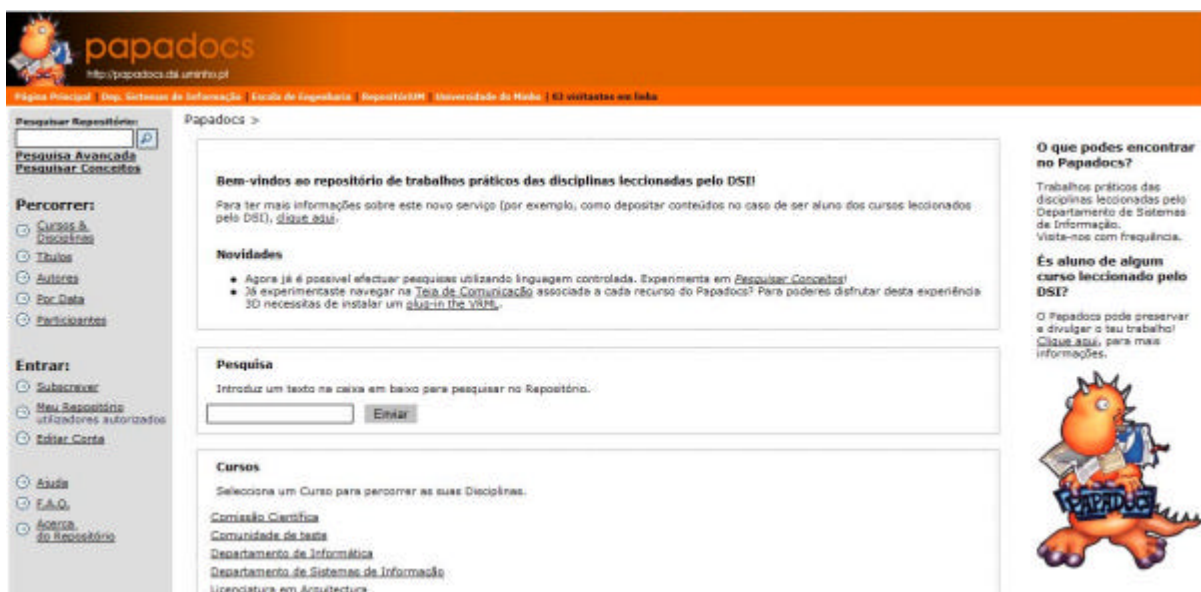 papadocs
http://papadocs.dsi.uminho.pt
Página Principal | Dep. Sistemas de Informação | Escola de Engenharia | RepositóriUM | Universidade do Minho | 62 visitantes em linha
Pesquisar Repositório:
Pesquisa Avançada
Pesquisar Conceitos
Percorrer:
Cursos &
Disciplinas
Títulos
Autores
Por Data
Participantes
Entrar:
Subscrever
Meu Repositório
utilizadores autorizados
Editar Conta
Ajuda
F.A.Q.
Acerca
do Repositório
Papadocs >
Bem-vindos ao repositório de trabalhos práticos das disciplinas leccionadas pelo DSI!
Para ter mais informações sobre este novo serviço (por exemplo, como depositar conteúdos no caso de ser aluno dos cursos leccionados
pelo DSI), clique aqui.
Novidades
Agora já é possivel efectuar pesquisas utilizando linguagem controlada. Experimenta em Pesquisar Conceitos!
Já experimentaste navegar na Teia de Comunicação associada a cada recurso do Papadocs? Para poderes disfrutar desta experiência
3D necessitas de instalar um plug-in the VRML.
Pesquisa
Introduz um texto na caixa em baixo para pesquisar no Repositório.
Enviar
Cursos
Selecciona um Curso para percorrer as suas Disciplinas.
Comissão Científica
Comunidade de teste
Departamento de Informática
Departamento de Sistemas de Informação
Licenciatura em Arquitectura
O que podes encontrar
no Papadocs?
Trabalhos práticos das
disciplinas leccionadas pelo
Departamento de Sistemas
de Informação.
Visita-nos com frequência.
És aluno de algum
curso leccionado pelo
DSI?
O Papadocs pode preservar
e divulgar o teu trabalho!
Clique aqui, para mais
informações.
PAPADOCS